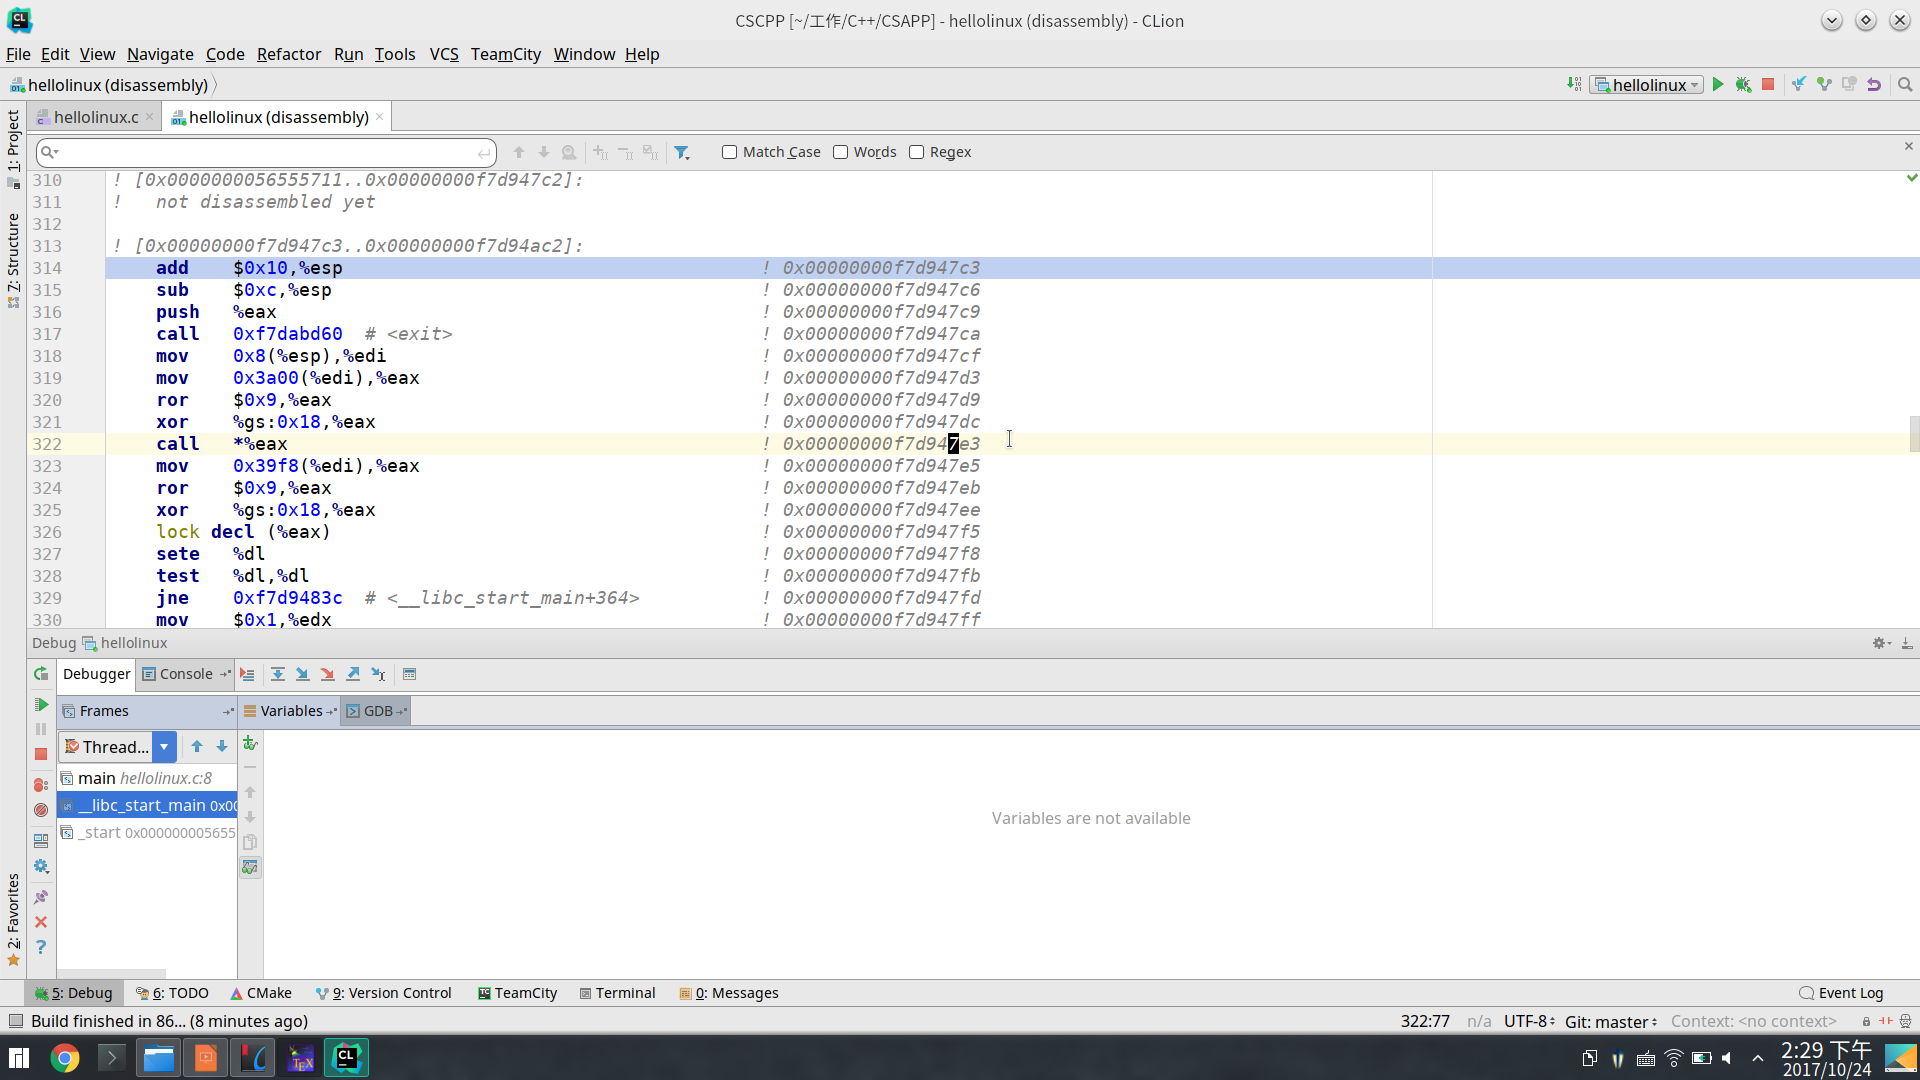 CSCPP [~/工作/C++/CSAPP] - hellolinux (disassembly) - CLion
File Edit View Navigate Code Refactor Run Tools VCS TeamCity Window Help
hellolinux (disassembly)
hellolinux
hellolinux.c
hellolinux (disassembly)
1: Project
7: Structure
2: Favorites
Match Case Words Regex
310 ! [0x0000000056555711..0x00000000f7d947c2]:
311 ! not disassembled yet
312
313 ! [0x00000000f7d947c3..0x00000000f7d94ac2]:
314 add $0x10,%esp ! 0x00000000f7d947c3
315 sub $0xc,%esp ! 0x00000000f7d947c6
316 push %eax ! 0x00000000f7d947c9
317 call 0xf7dabd60 # <exit> ! 0x00000000f7d947ca
318 mov 0x8(%esp),%edi ! 0x00000000f7d947cf
319 mov 0x3a00(%edi),%eax ! 0x00000000f7d947d3
320 ror $0x9,%eax ! 0x00000000f7d947d9
321 xor %gs:0x18,%eax ! 0x00000000f7d947dc
322 call *%eax ! 0x00000000f7d947e3
323 mov 0x39f8(%edi),%eax ! 0x00000000f7d947e5
324 ror $0x9,%eax ! 0x00000000f7d947eb
325 xor %gs:0x18,%eax ! 0x00000000f7d947ee
326 lock decl (%eax) ! 0x00000000f7d947f5
327 sete %dl ! 0x00000000f7d947f8
328 test %dl,%dl ! 0x00000000f7d947fb
329 jne 0xf7d9483c # <__libc_start_main+364> ! 0x00000000f7d947fd
330 mov $0x1,%edx ! 0x00000000f7d947ff
Debug hellolinux
Debugger Console
Frames Variables GDB
Thread...
main hellolinux.c:8
__libc_start_main 0x00
_start 0x000000005655
Variables are not available
5: Debug 6: TODO CMake 9: Version Control TeamCity Terminal 0: Messages Event Log
Build finished in 86... (8 minutes ago) 322:77 n/a UTF-8 Git: master Context: <no context>
2:29 下午
2017/10/24